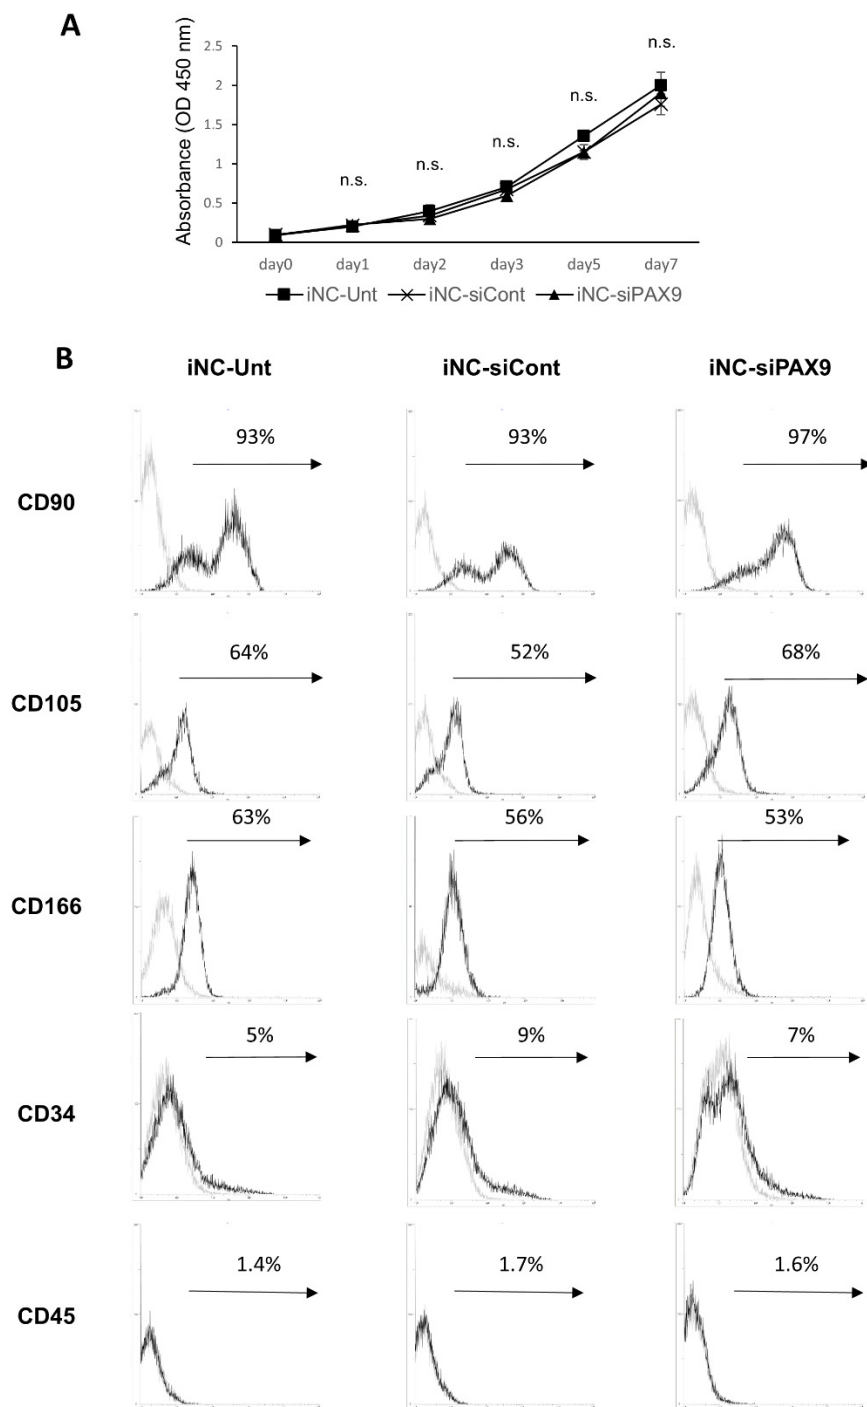 A
n.s.
n.s.
n.s.
n.s.
n.s.
Absorbance (OD 450 nm)
2.5
2
1.5
1
0.5
0
day0 day1 day2 day3 day5 day7
iNC-Unt iNC-siCont iNC-siPAX9
B
iNC-Unt iNC-siCont iNC-siPAX9
93% 93% 97%
CD90
64% 52% 68%
CD105
63% 56% 53%
CD166
5% 9% 7%
CD34
1.4% 1.7% 1.6%
CD45